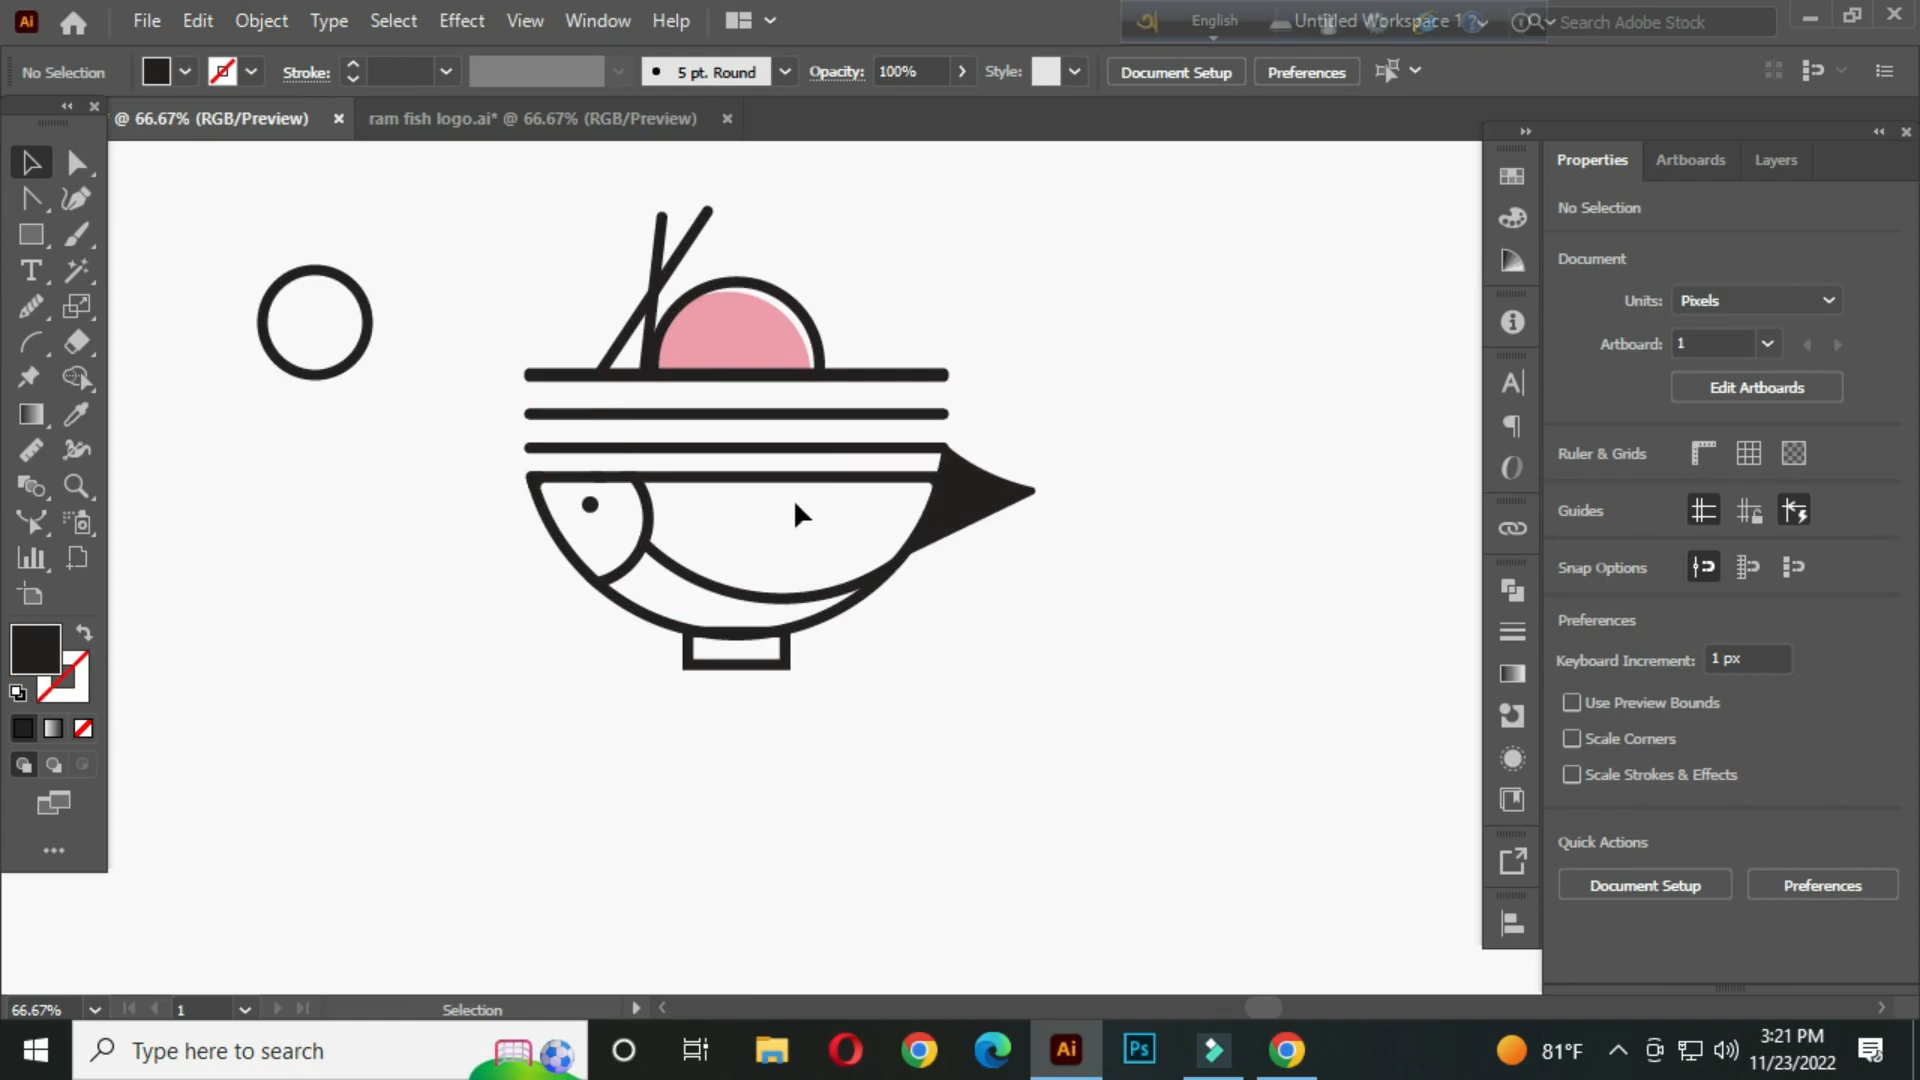 Ai File Edit Object Type Select Effect View Window Help English Untitled Workspace 1 Search Adobe Stock
No Selection Stroke: 5 pt. Round Opacity: 100% Style: Document Setup Preferences
@ 66.67% (RGB/Preview) × ram fish logo.ai* @ 66.67% (RGB/Preview) ×
Properties Artboards Layers
No Selection
Document
Units: Pixels
Artboard: 1
Edit Artboards
Ruler & Grids
Guides
Snap Options
Preferences
Keyboard Increment: 1 px
Use Preview Bounds
Scale Corners
Scale Strokes & Effects
Quick Actions
Document Setup Preferences
66.67% 1 Selection
Type here to search
Ai Ps
81°F
3:21 PM
11/23/2022